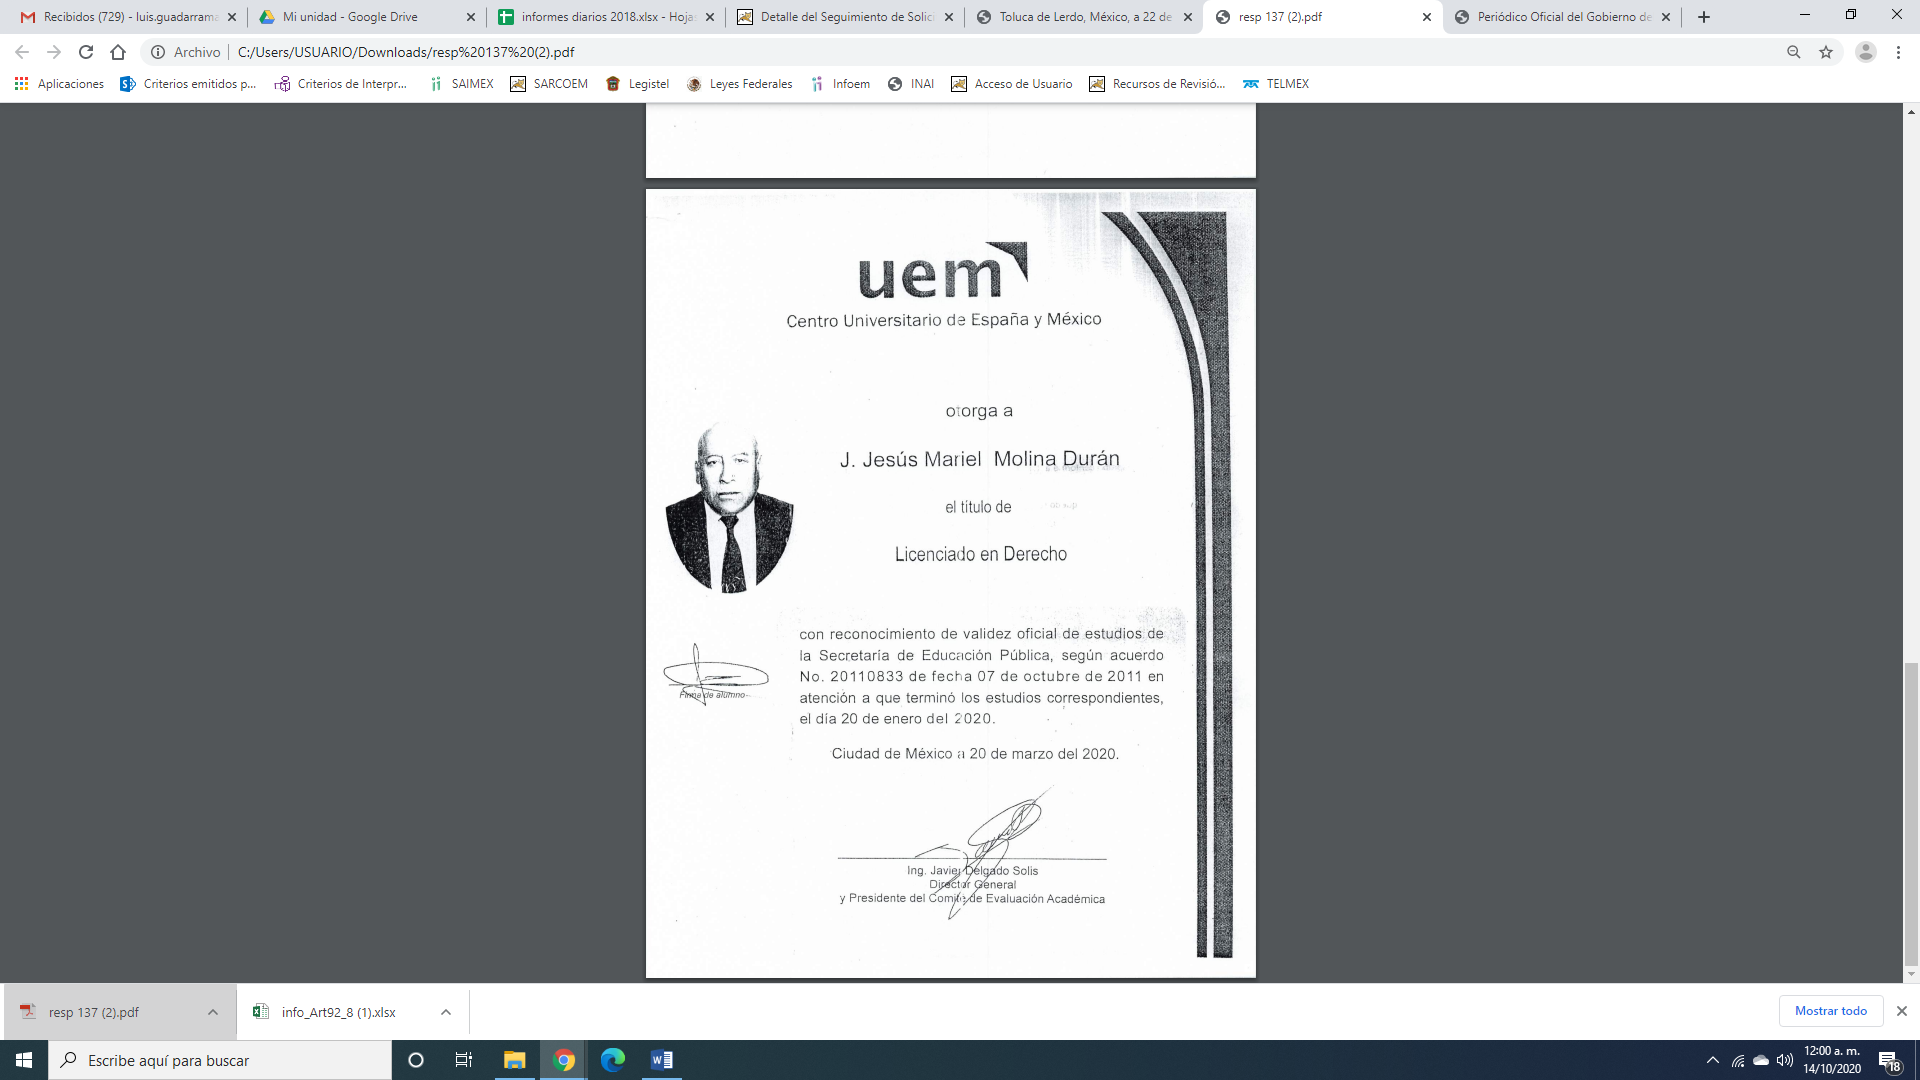 Recibidos (729) - luis.guadarrama
Mi unidad - Google Drive
informes diarios 2018.xlsx - Hojas
Detalle del Seguimiento de Solici
Toluca de Lerdo, México, a 22 de
resp 137 (2).pdf
Periódico Oficial del Gobierno de
Archivo
C:/Users/USUARIO/Downloads/resp%20137%20(2).pdf
Aplicaciones
Criterios emitidos p...
Criterios de Interpr...
SAIMEX
SARCOEM
Legistel
Leyes Federales
Infoem
INAI
Acceso de Usuario
Recursos de Revisió...
TELMEX
uem
Centro Universitario de España y México
otorga a
J. Jesús Mariel Molina Durán
el título de
Licenciado en Derecho
con reconocimiento de validez oficial de estudios de
la Secretaría de Educación Pública, según acuerdo
No. 20110833 de fecha 07 de octubre de 2011 en
atención a que terminó los estudios correspondientes,
el día 20 de enero del 2020.
Firma de alumno
Ciudad de México a 20 de marzo del 2020.
Ing. Javier Delgado Solis
Director General
y Presidente del Comité de Evaluación Académica
resp 137 (2).pdf
info_Art92_8 (1).xlsx
Mostrar todo
Escribe aquí para buscar
12:00 a. m.
14/10/2020
18